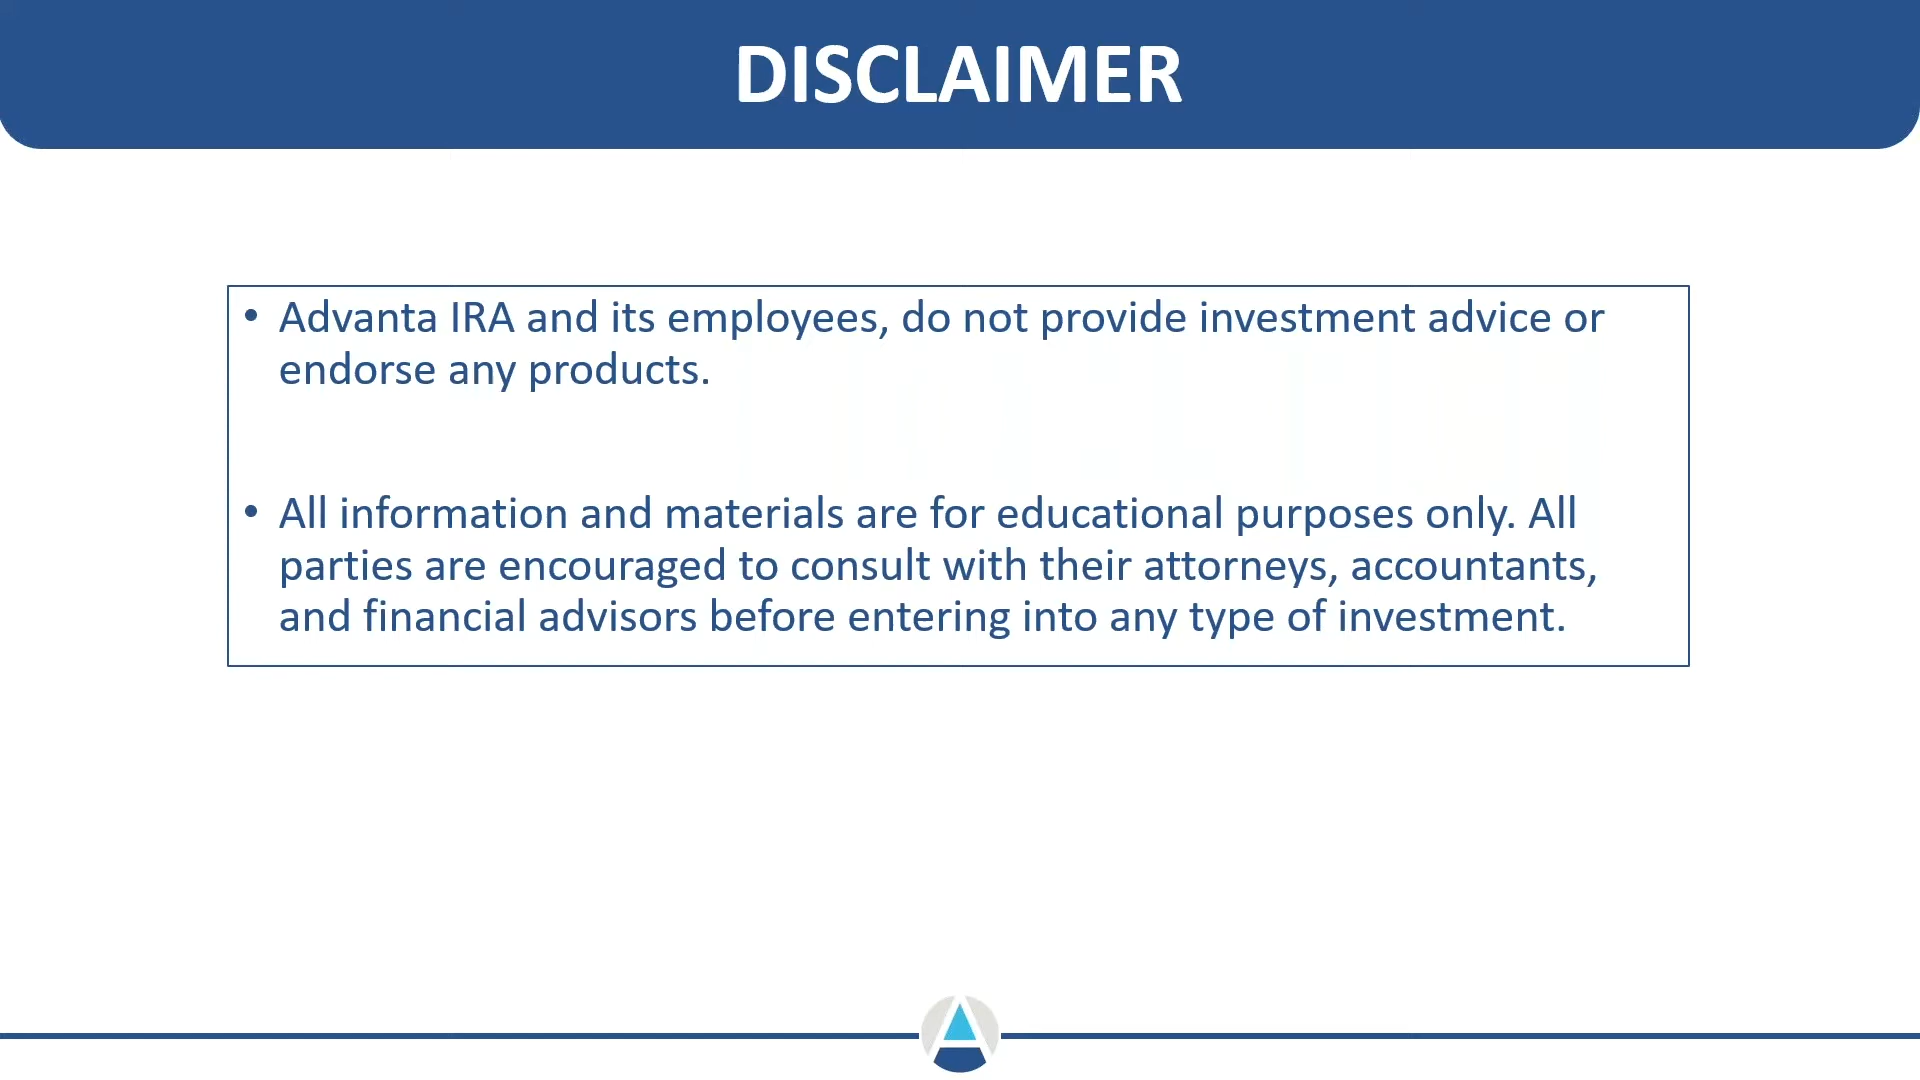 DISCLAIMER
• Advanta IRA and its employees, do not provide investment advice or
endorse any products.
• All information and materials are for educational purposes only. All
parties are encouraged to consult with their attorneys, accountants,
and financial advisors before entering into any type of investment.